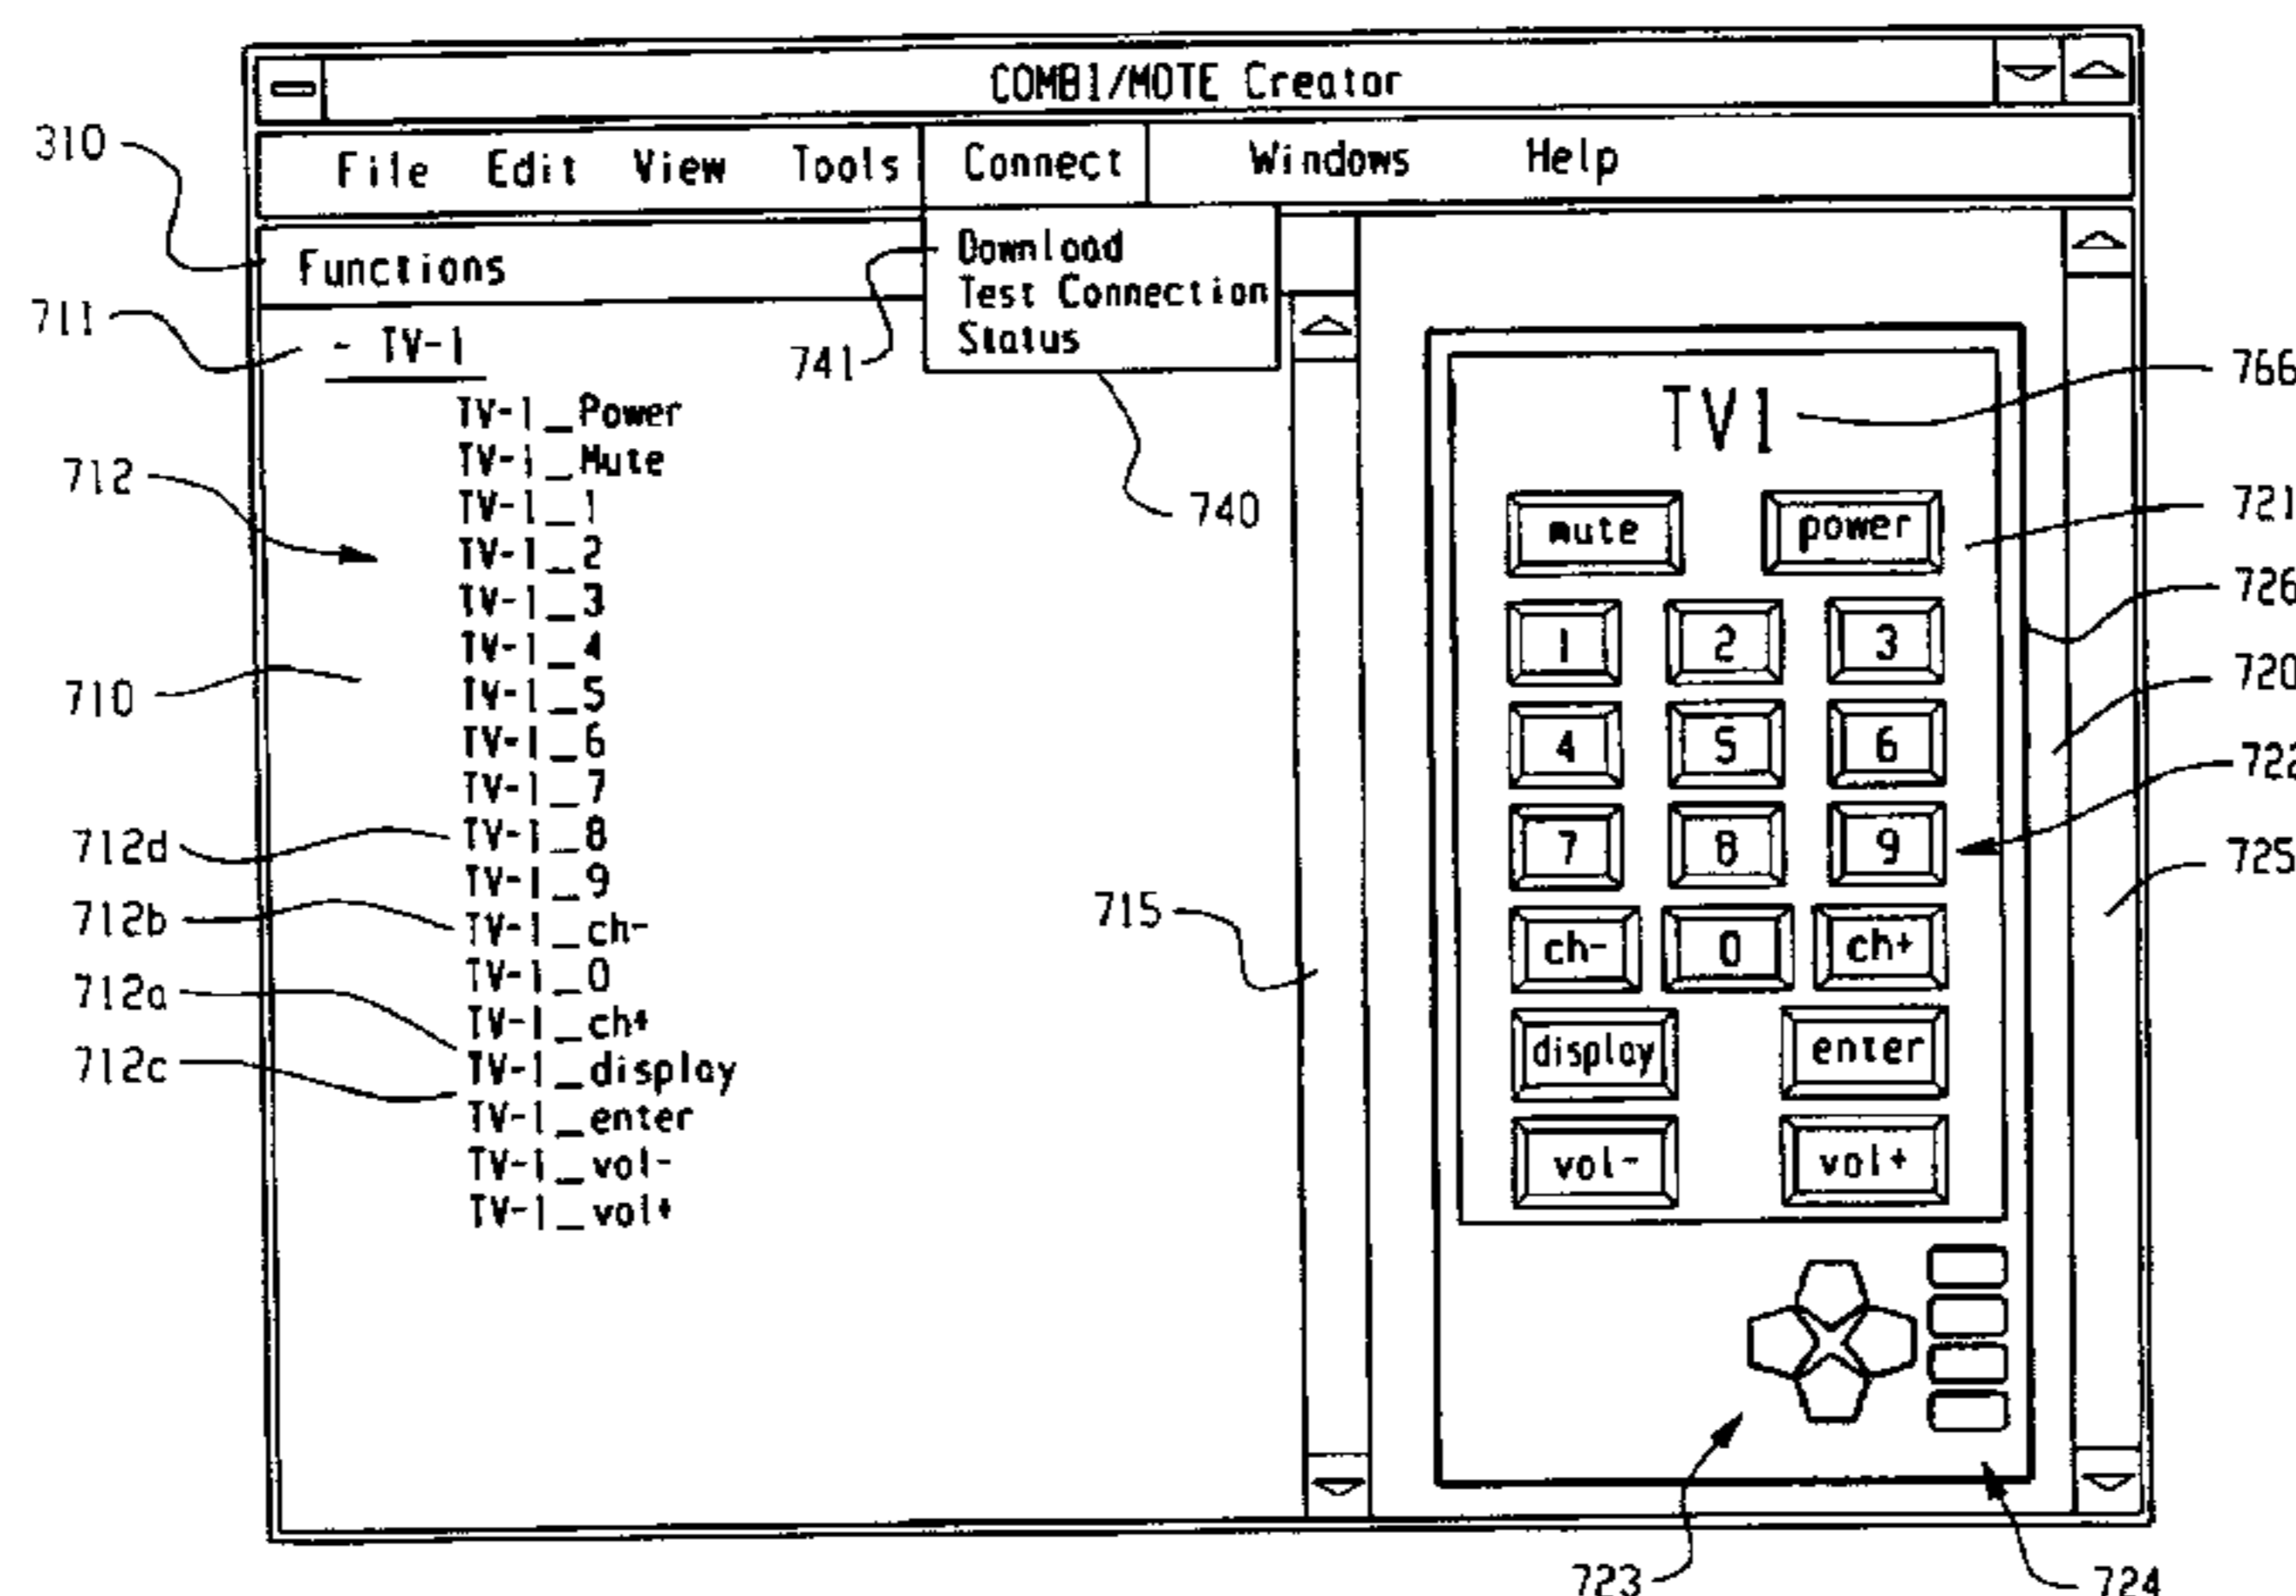 COMB1/MOTE Creator
File Edit View Tools Connect Windows Help
310
Functions
Download
Test Connection
Status
741
740
711
- TV-1
TV-1_Power
TV-1_Mute
TV-1_1
TV-1_2
TV-1_3
TV-1_4
TV-1_5
TV-1_6
TV-1_7
TV-1_8
TV-1_9
TV-1_ch-
TV-1_0
TV-1_ch+
TV-1_display
TV-1_enter
TV-1_vol-
TV-1_vol+
712
710
712d
712b
712a
712c
715
TV1
mute power
1 2 3
4 5 6
7 8 9
ch- 0 ch+
display enter
vol- vol+
766
721
726
720
722
725
723
724